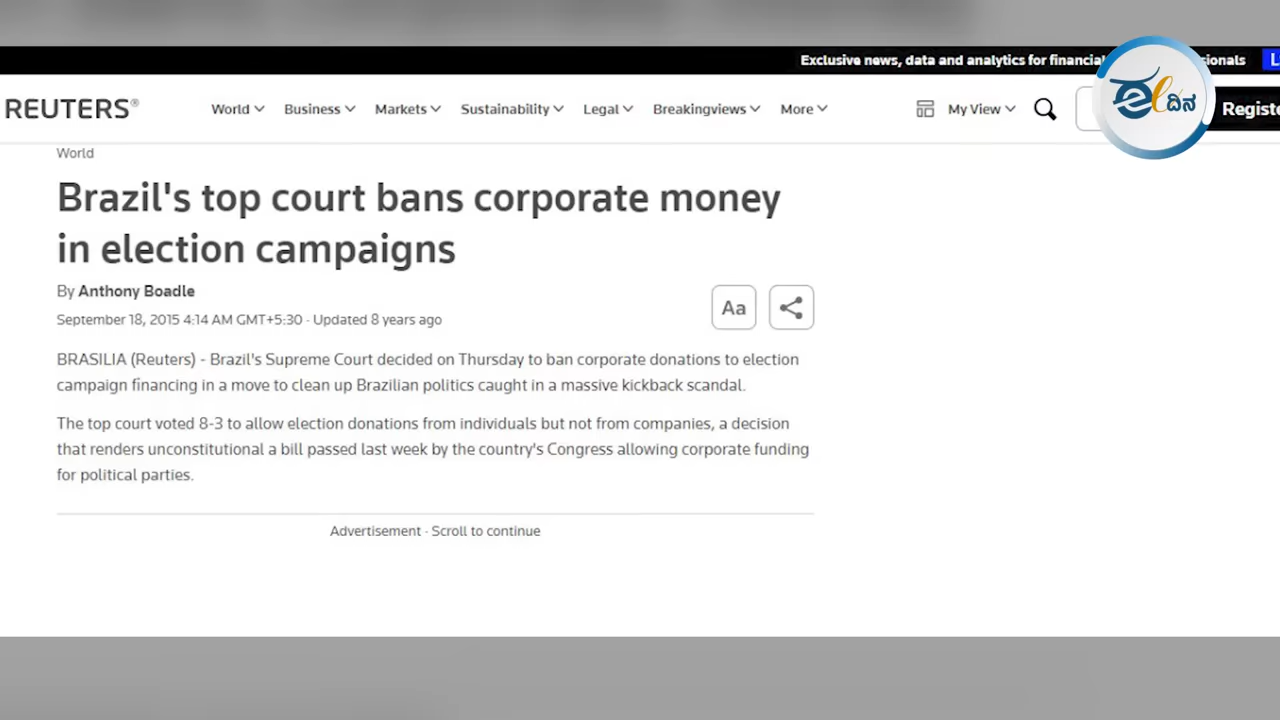 Exclusive news, data and analytics for financial
REUTERS®
World
Business
Markets
Sustainability
Legal
Breakingviews
More
My View
ಈ
ದಿನ
World
Brazil's top court bans corporate money
in election campaigns
By Anthony Boadle
September 18, 2015 4:14 AM GMT+5:30 · Updated 8 years ago
Aa
BRASILIA (Reuters) - Brazil's Supreme Court decided on Thursday to ban corporate donations to election
campaign financing in a move to clean up Brazilian politics caught in a massive kickback scandal.
The top court voted 8-3 to allow election donations from individuals but not from companies, a decision
that renders unconstitutional a bill passed last week by the country's Congress allowing corporate funding
for political parties.
Advertisement · Scroll to continue